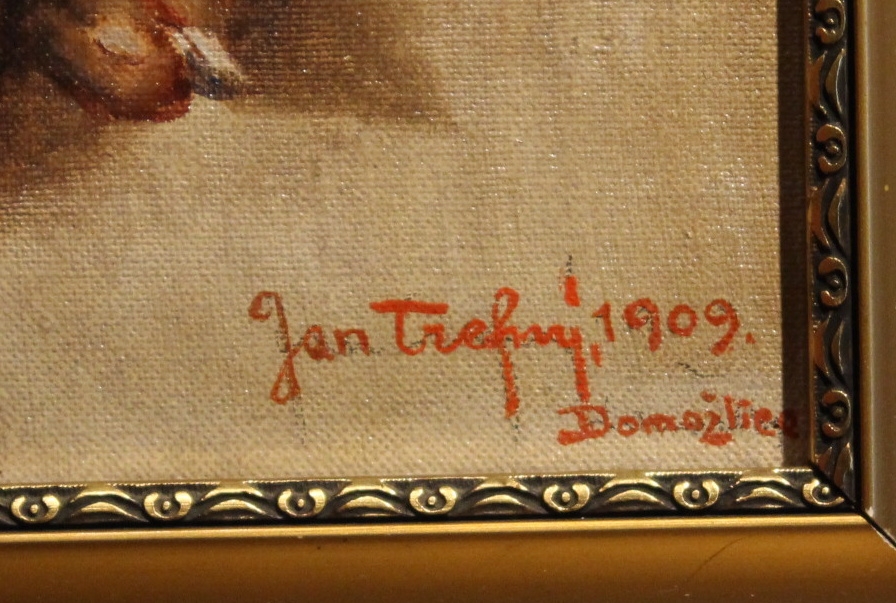 Jan Trefný, 1909.
Domažlice